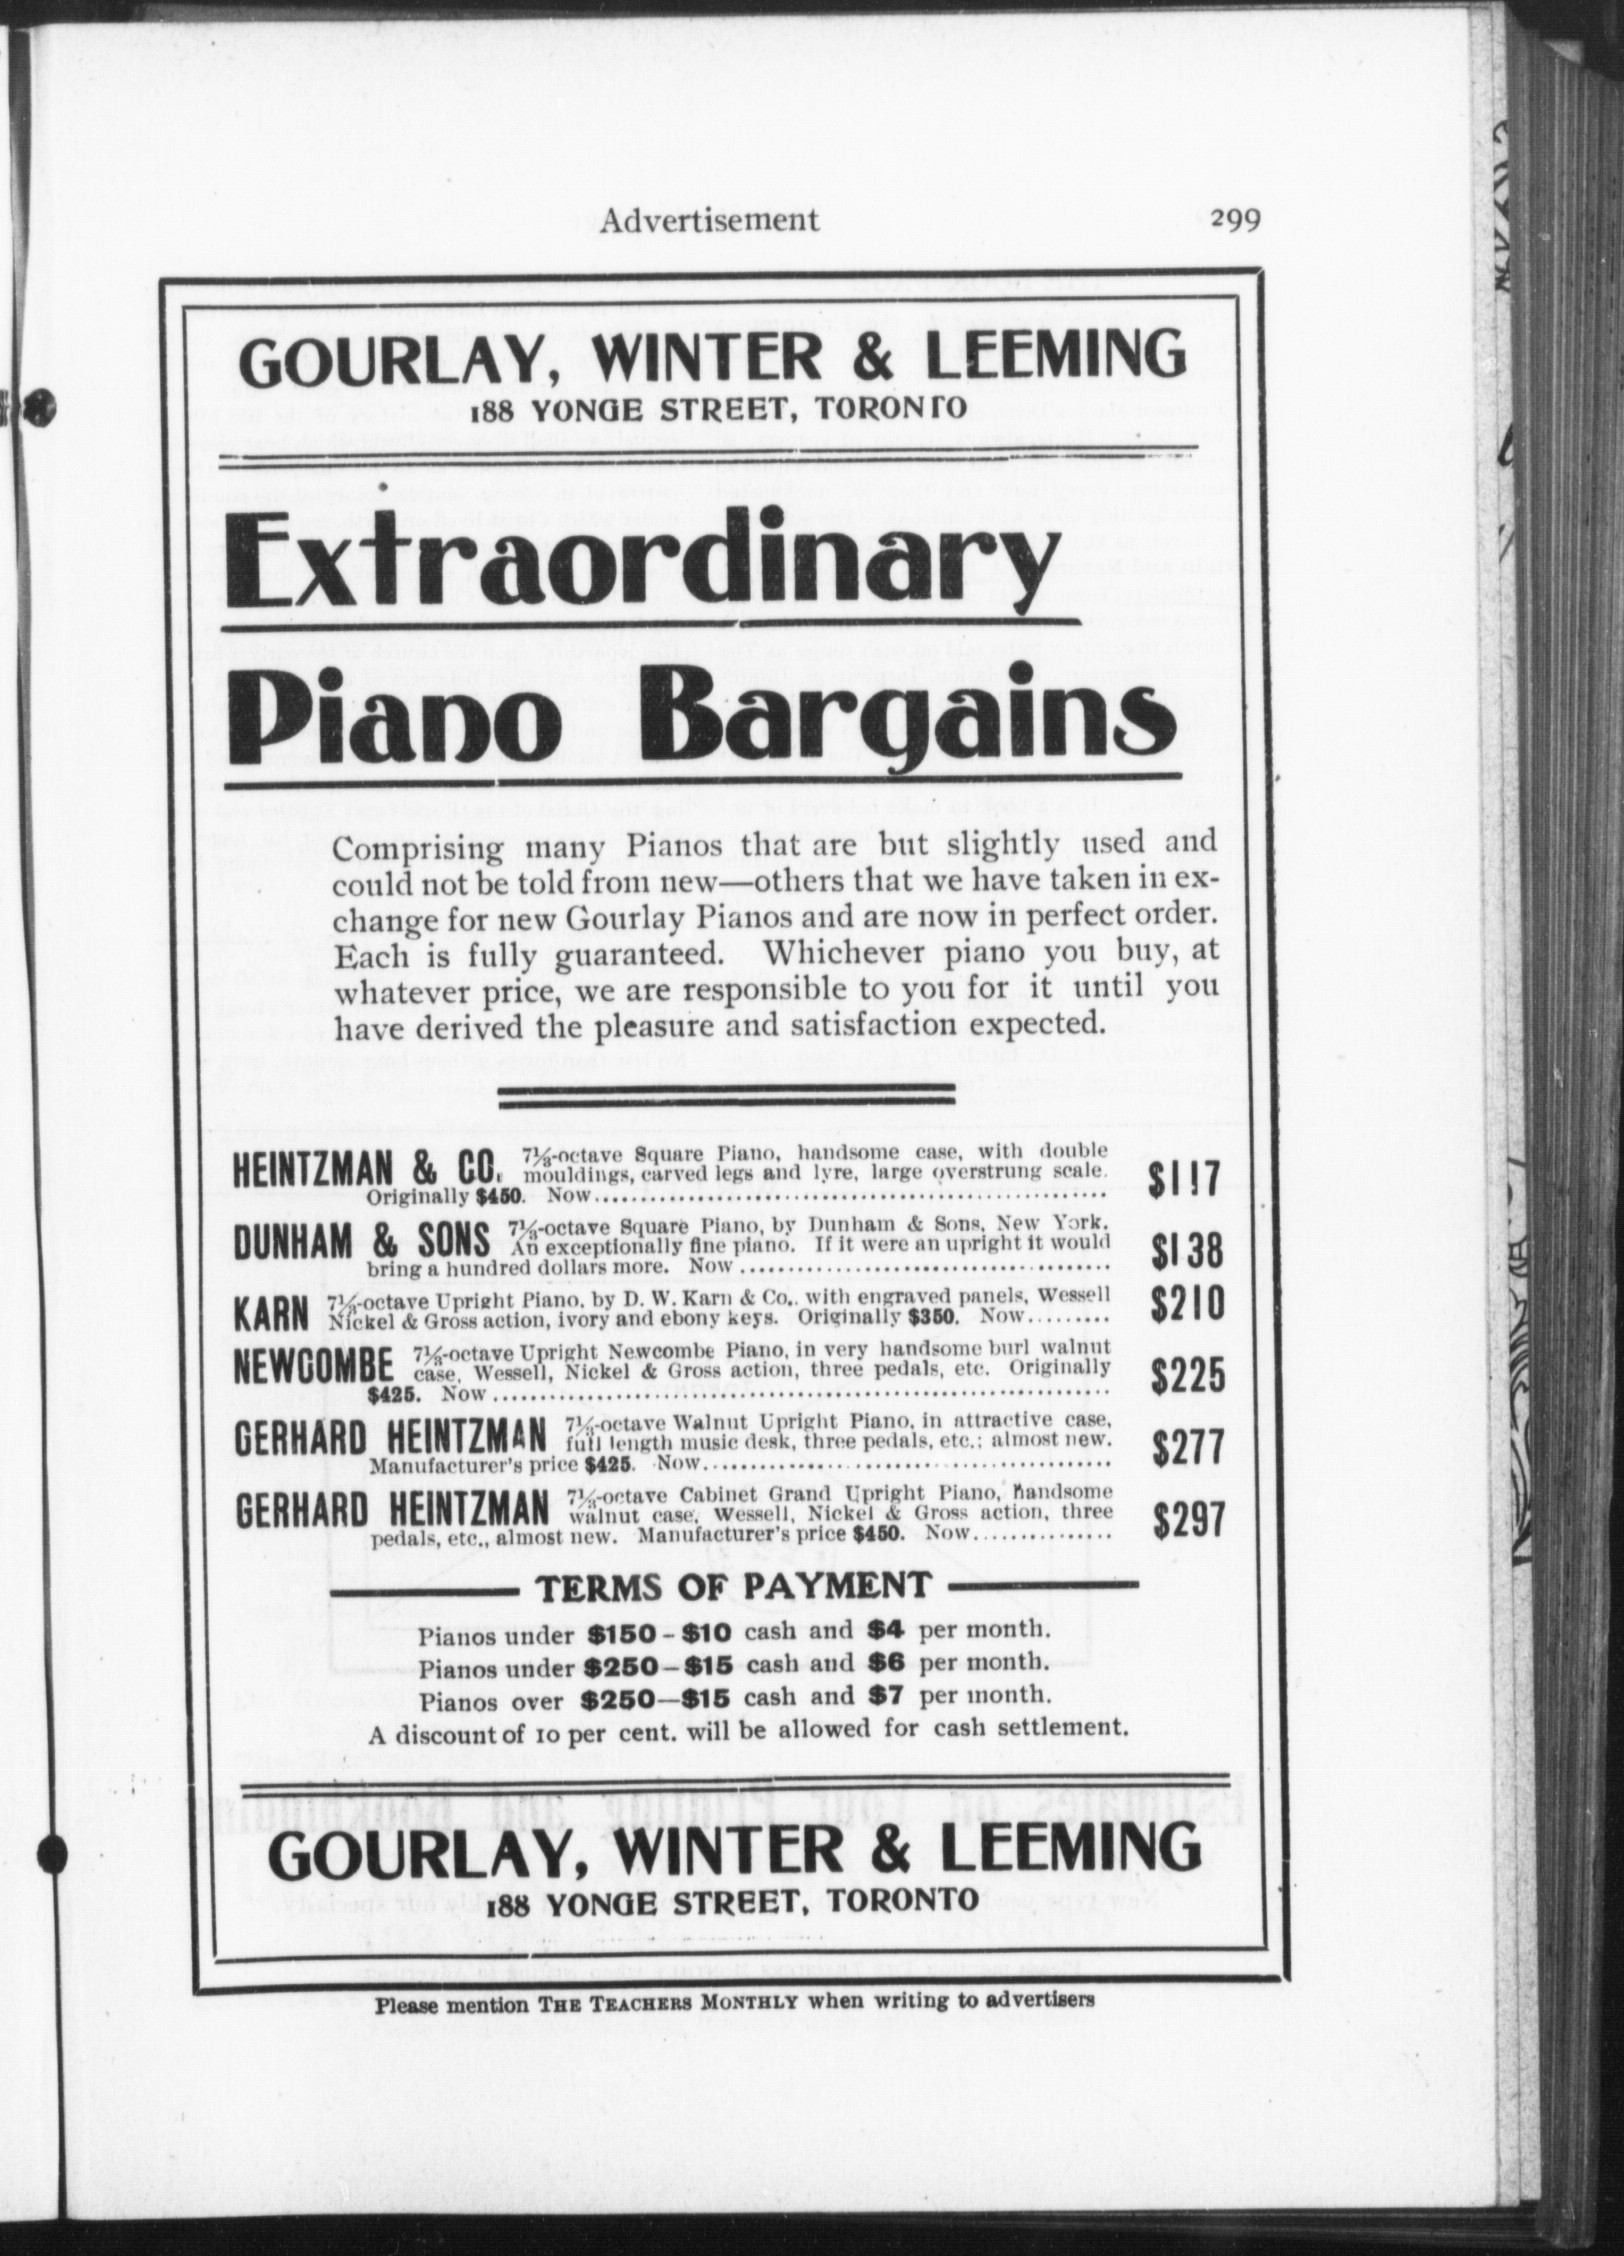 Advertisement 299
GOURLAY, WINTER & LEEMING
188 YONGE STREET, TORONTO
Extraordinary
Piano Bargains
Comprising many Pianos that are but slightly used and
could not be told from new—others that we have taken in ex-
change for new Gourlay Pianos and are now in perfect order.
Each is fully guaranteed. Whichever piano you buy, at
whatever price, we are responsible to you for it until you
have derived the pleasure and satisfaction expected.
HEINTZMAN & CO. 7⅓-octave Square Piano, handsome case, with double
mouldings, carved legs and lyre, large overstrung scale.
Originally $450. Now.................... $117
DUNHAM & SONS 7⅓-octave Square Piano, by Dunham & Sons, New York.
An exceptionally fine piano. If it were an upright it would
bring a hundred dollars more. Now.................... $138
KARN 7⅓-octave Upright Piano, by D. W. Karn & Co., with engraved panels, Wessell
Nickel & Gross action, ivory and ebony keys. Originally $350. Now......... $210
NEWCOMBE 7⅓-octave Upright Newcombe Piano, in very handsome burl walnut
case, Wessell, Nickel & Gross action, three pedals, etc. Originally
$425. Now.................... $225
GERHARD HEINTZMAN 7⅓-octave Walnut Upright Piano, in attractive case,
full length music desk, three pedals, etc.; almost new.
Manufacturer's price $425. Now.................... $277
GERHARD HEINTZMAN 7⅓-octave Cabinet Grand Upright Piano, handsome
walnut case, Wessell, Nickel & Gross action, three
pedals, etc., almost new. Manufacturer's price $450. Now............... $297
TERMS OF PAYMENT
Pianos under $150-$10 cash and $4 per month.
Pianos under $250—$15 cash and $6 per month.
Pianos over $250—$15 cash and $7 per month.
A discount of 10 per cent. will be allowed for cash settlement.
GOURLAY, WINTER & LEEMING
188 YONGE STREET, TORONTO
Please mention THE TEACHERS MONTHLY when writing to advertisers